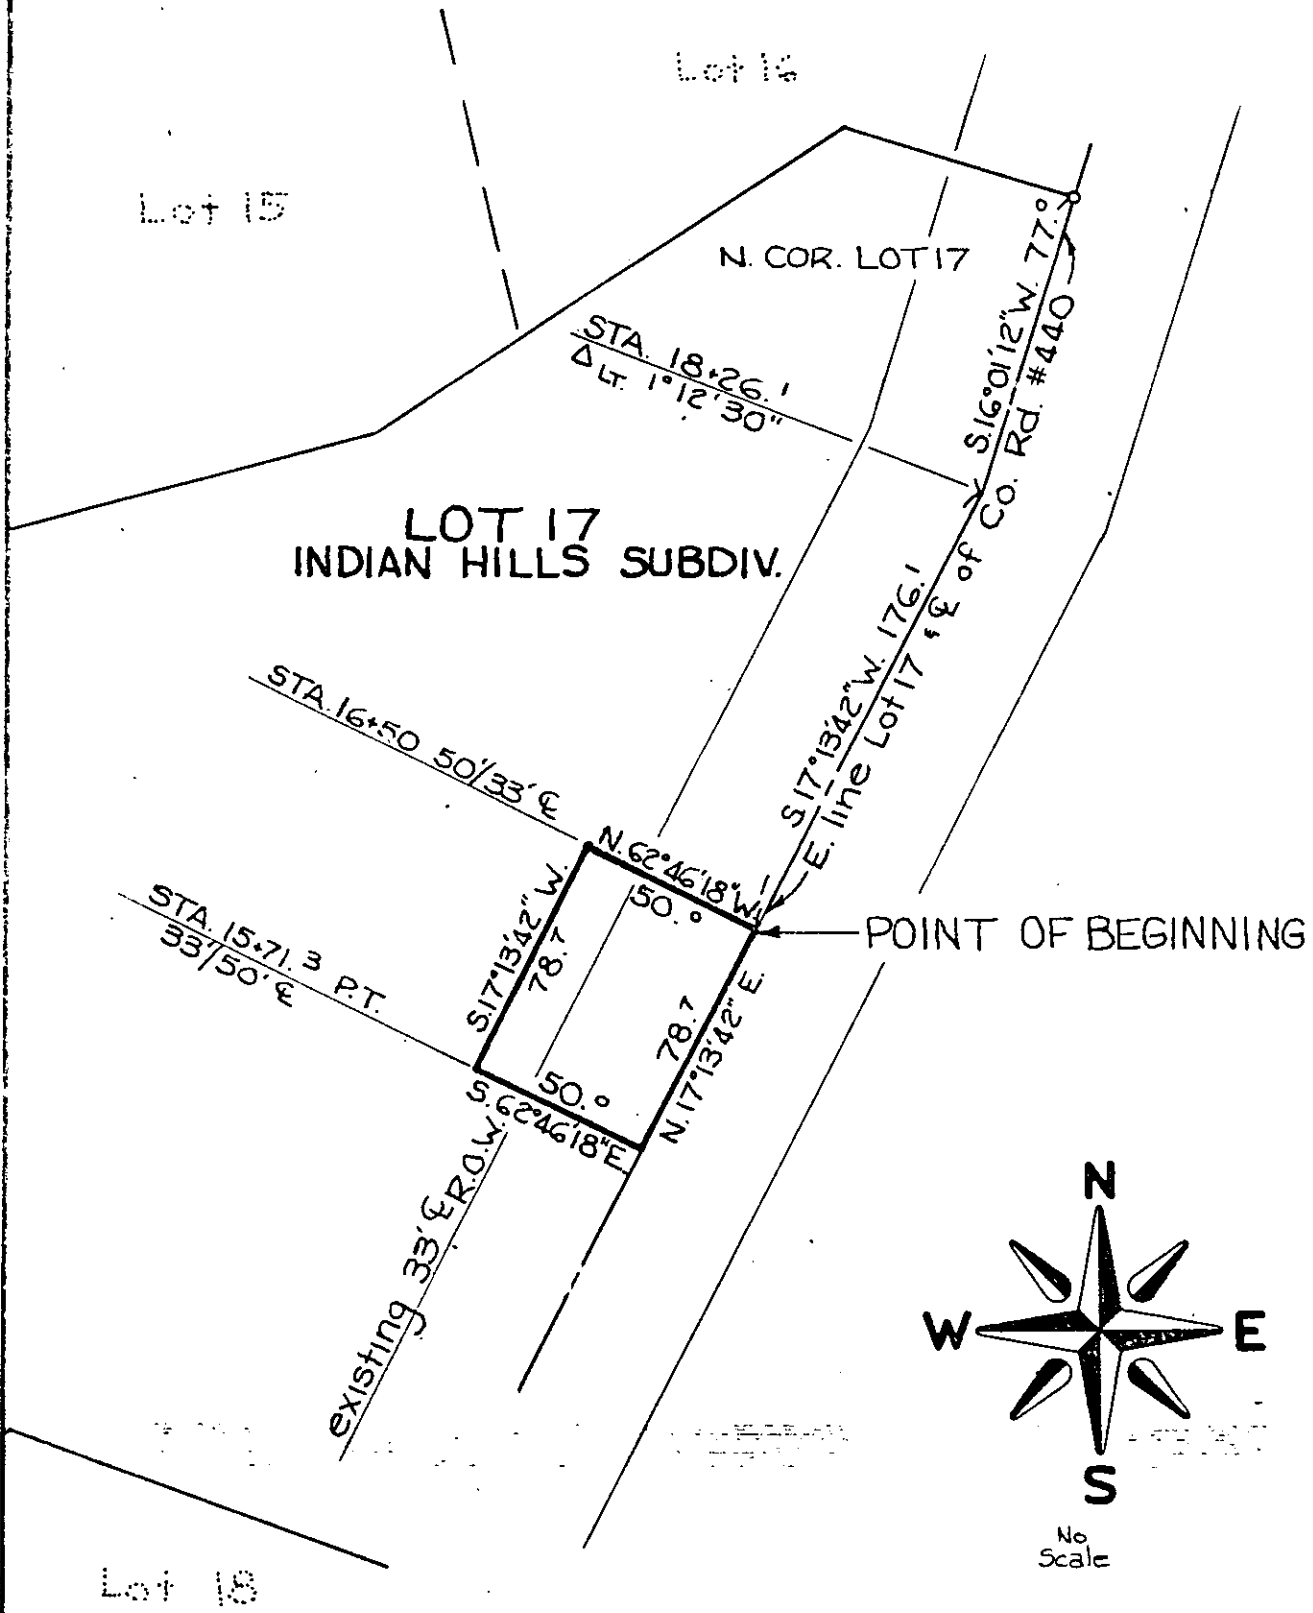 Lot 16
Lot 15
N. COR. LOT 17
S.16°01'12"W. 77.0
Co. Rd. #440
STA. 18+26.1
Δ LT. 1°12'30"
LOT 17
INDIAN HILLS SUBDIV.
S.17°13'42"W. 176.1
E. line Lot 17 & ℄ of
STA. 16+50 50'/33' ℄
N. 62°46'18"W.
50.0
STA. 15+71.3 P.T.
33'/50' ℄
S.17°13'42" W.
78.7
POINT OF BEGINNING
78.7
N.17°13'42" E.
50.0
S. 62°46'18"E.
existing 33' ℄ R.O.W.
N
W
E
S
No
Scale
Lot 18